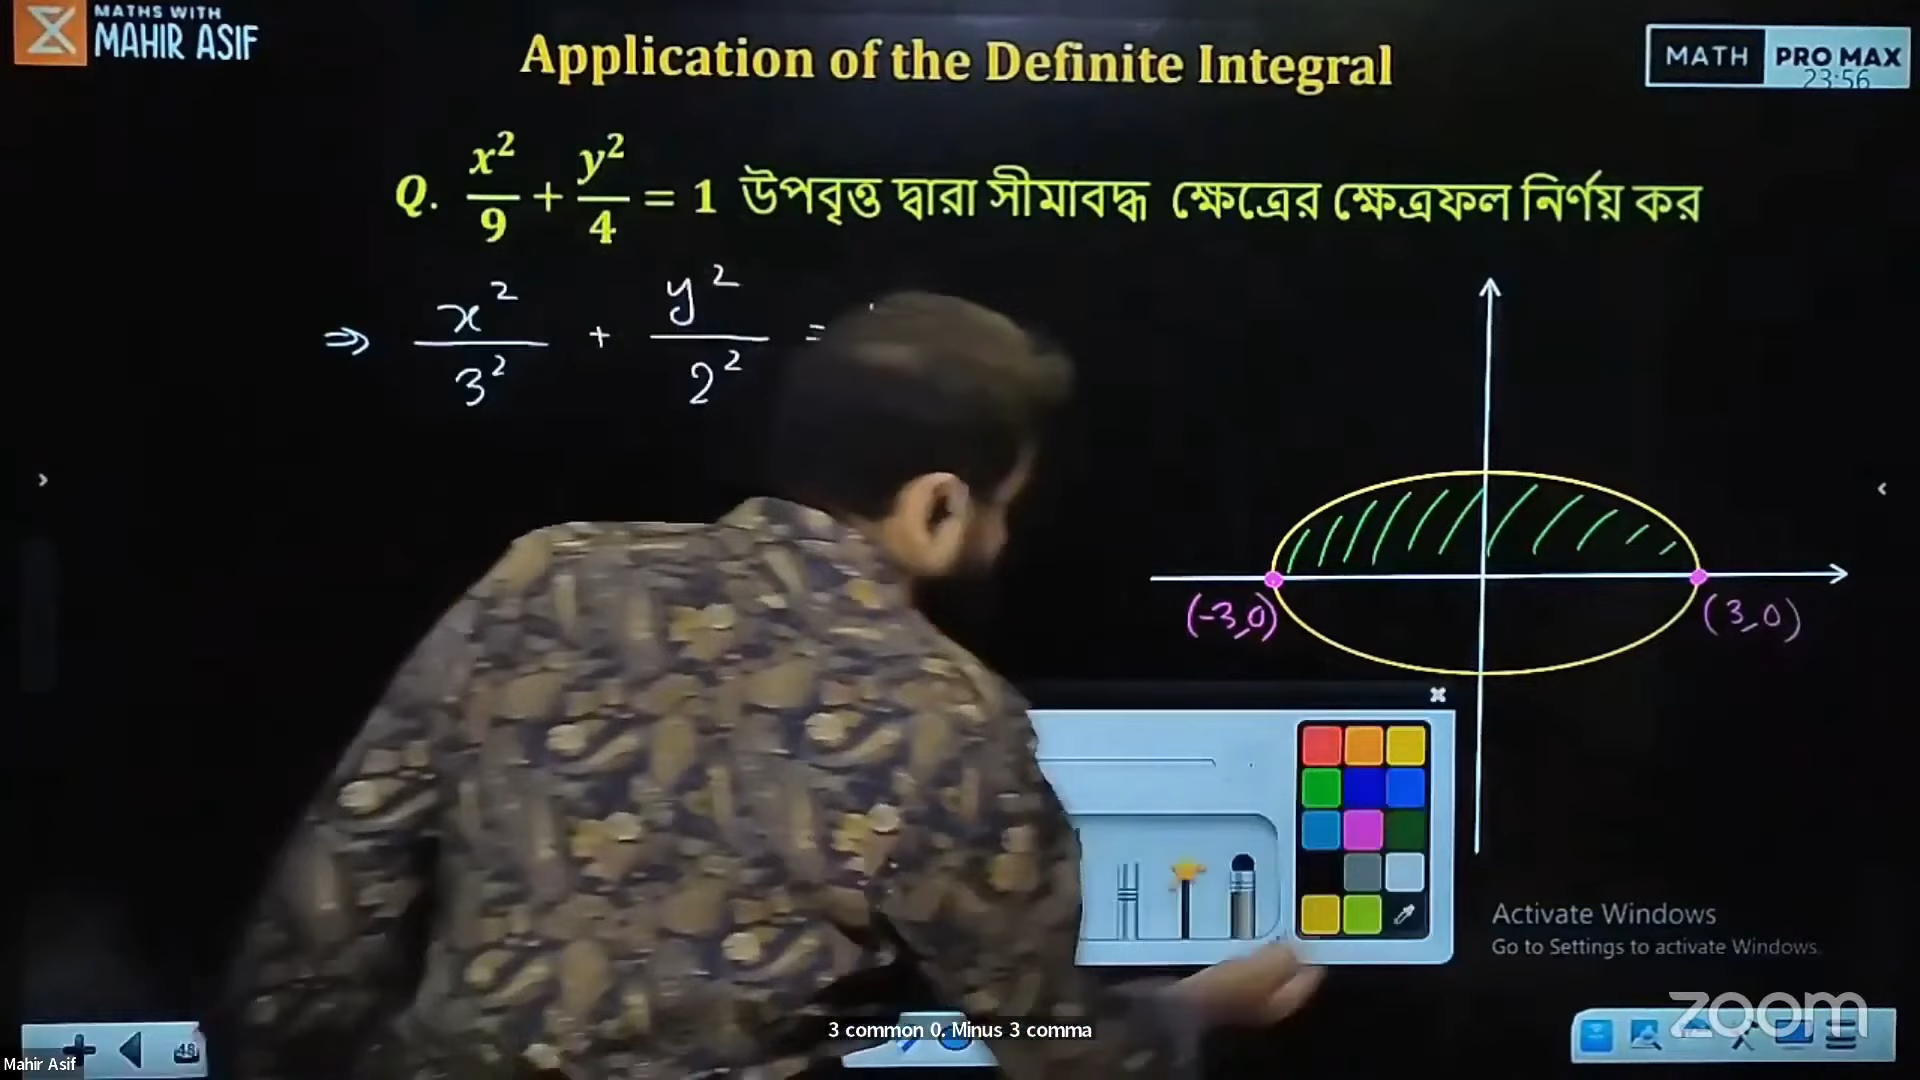 MATHS WITH
MAHIR ASIF
Application of the Definite Integral
MATH PRO MAX
23:56
Q. x²/9 + y²/4 = 1 উপবৃত্ত দ্বারা সীমাবদ্ধ ক্ষেত্রের ক্ষেত্রফল নির্ণয় কর
⇒ x²/3² + y²/2² =
(-3,0)
(3,0)
Activate Windows
Go to Settings to activate Windows.
zoom
3 common 0. Minus 3 comma
48
Mahir Asif